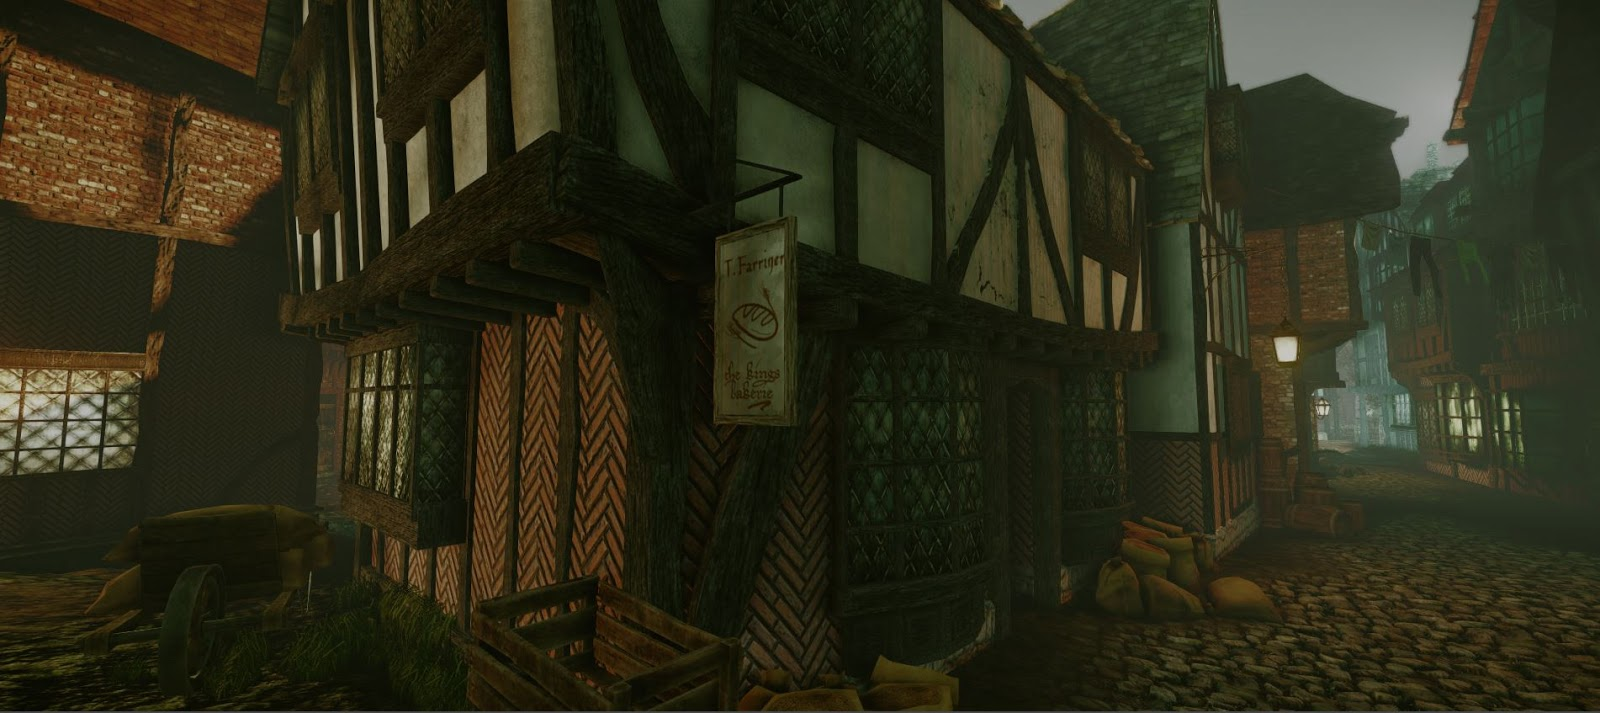 T. Farriner
the kings
bakerie